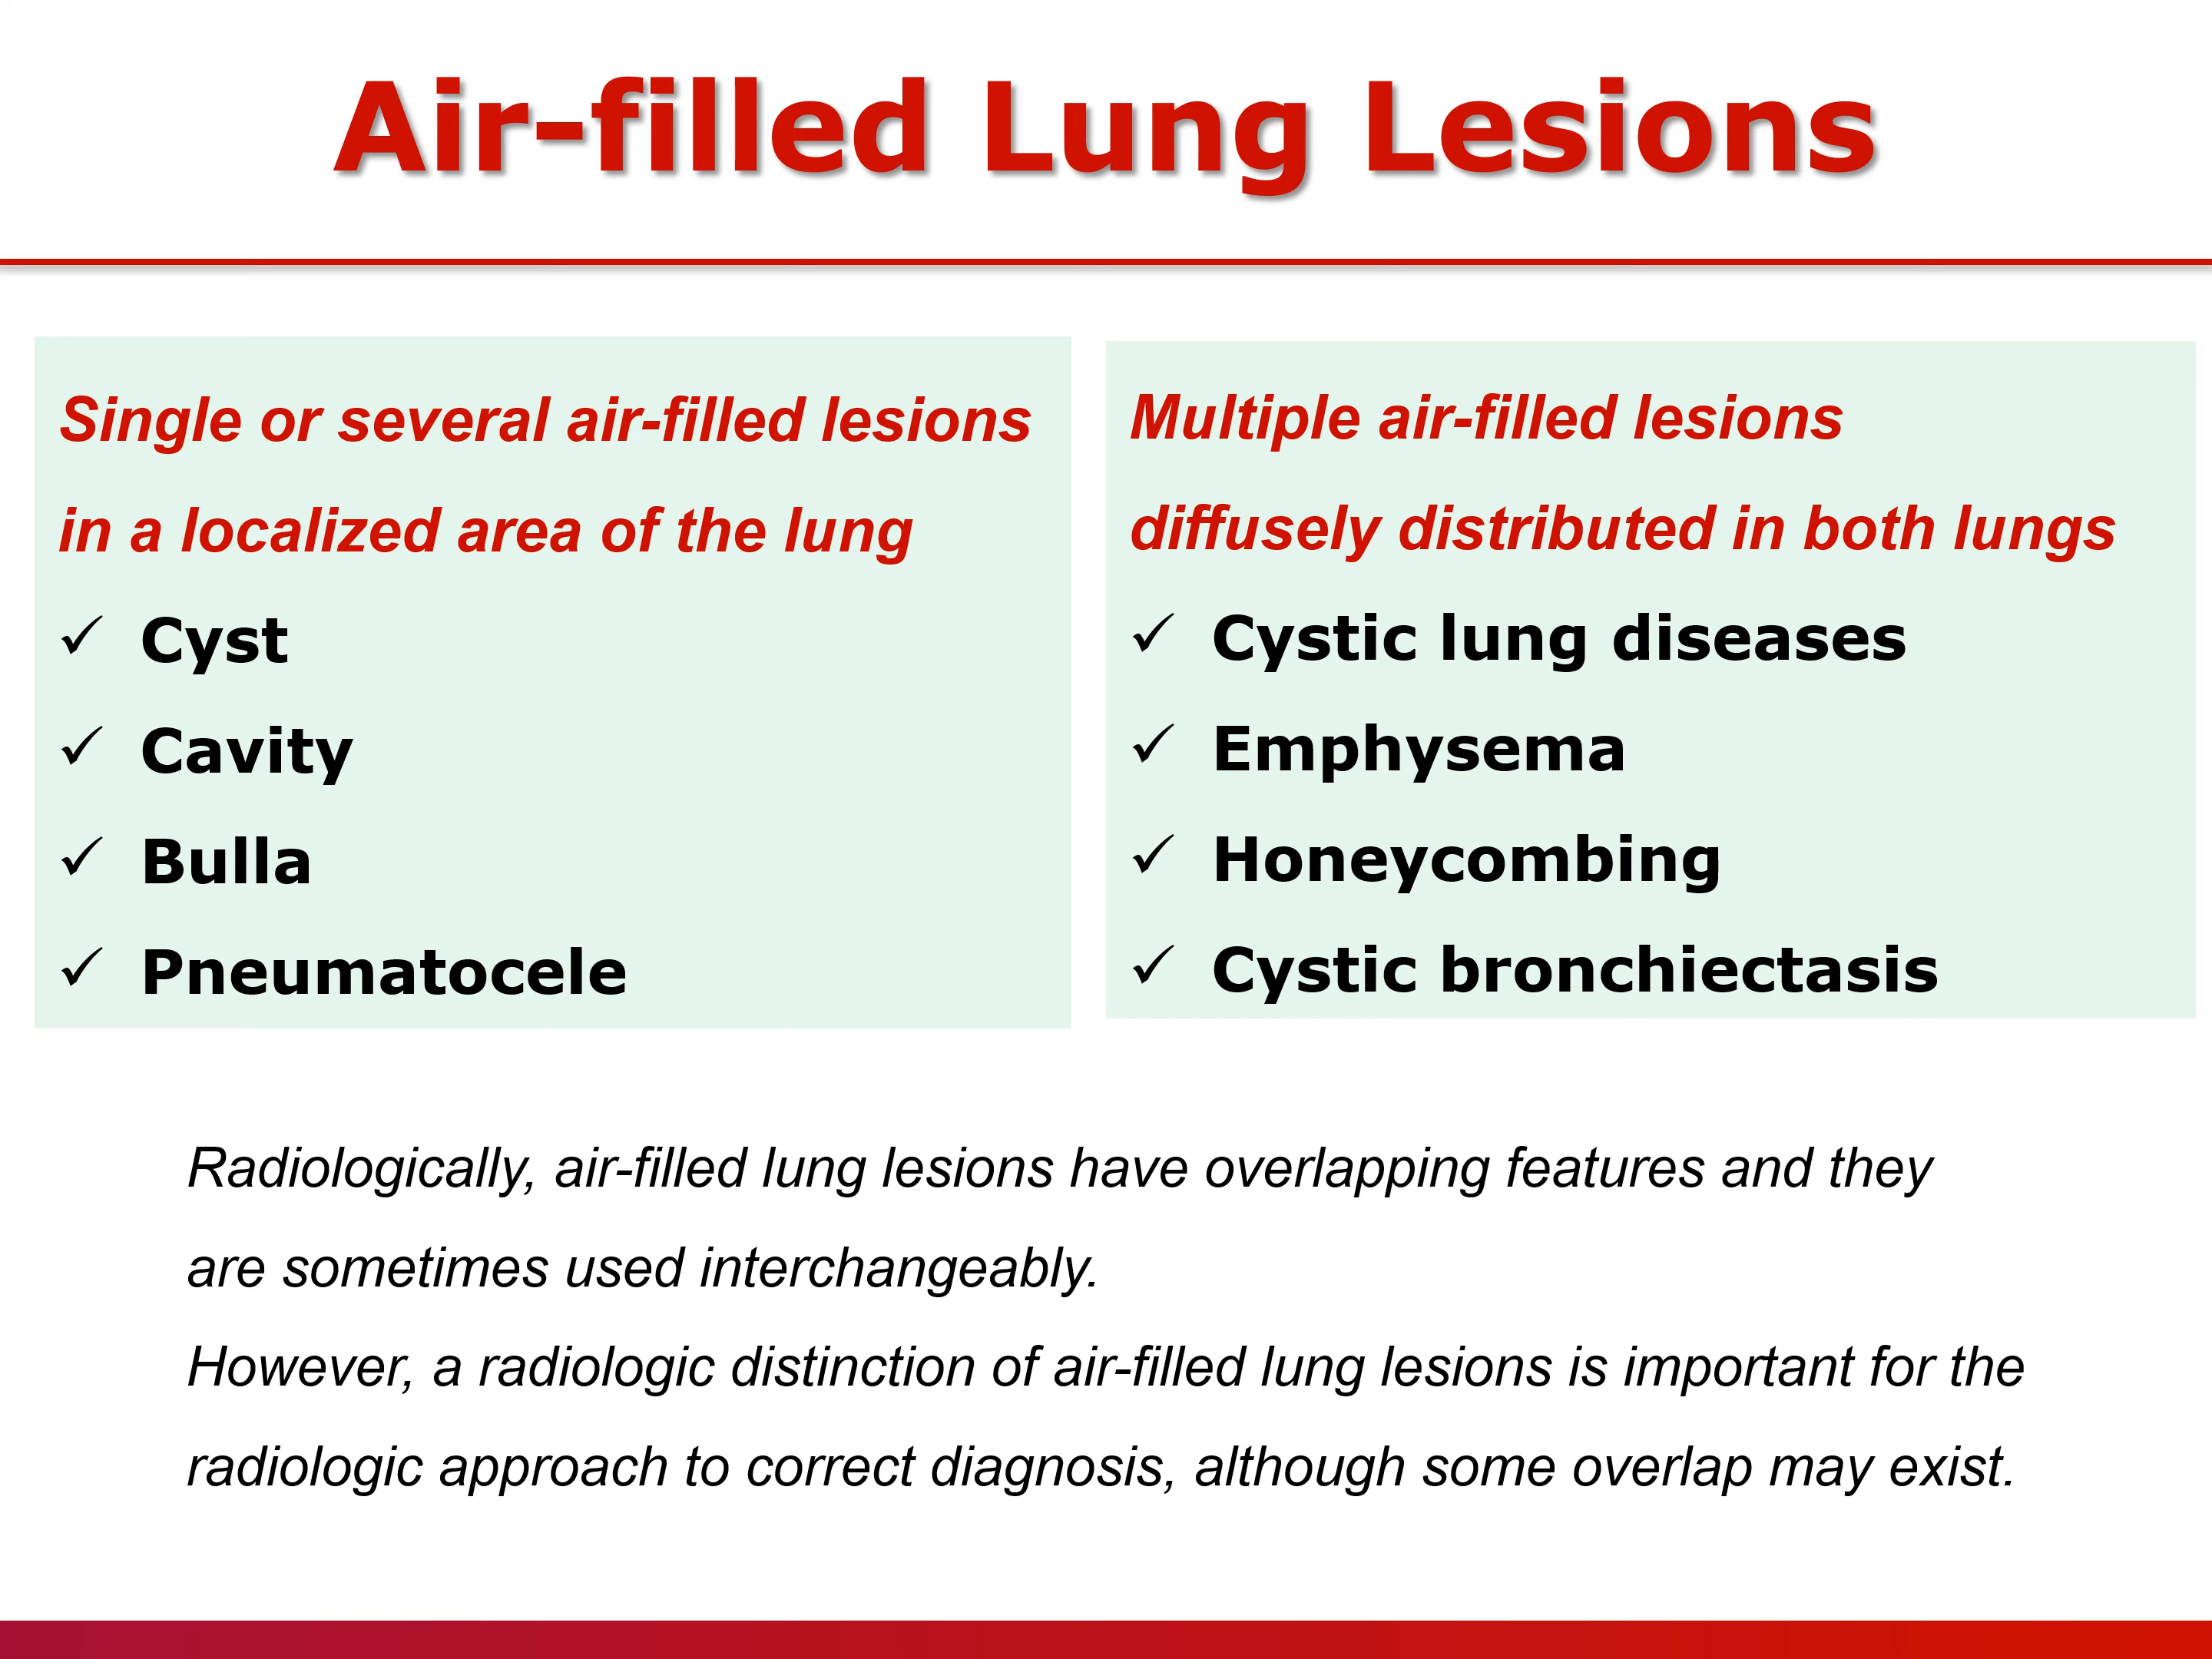 Air-filled Lung Lesions
Single or several air-filled lesions
in a localized area of the lung
✓ Cyst
✓ Cavity
✓ Bulla
✓ Pneumatocele
Multiple air-filled lesions
diffusely distributed in both lungs
✓ Cystic lung diseases
✓ Emphysema
✓ Honeycombing
✓ Cystic bronchiectasis
Radiologically, air-filled lung lesions have overlapping features and they
are sometimes used interchangeably.
However, a radiologic distinction of air-filled lung lesions is important for the
radiologic approach to correct diagnosis, although some overlap may exist.